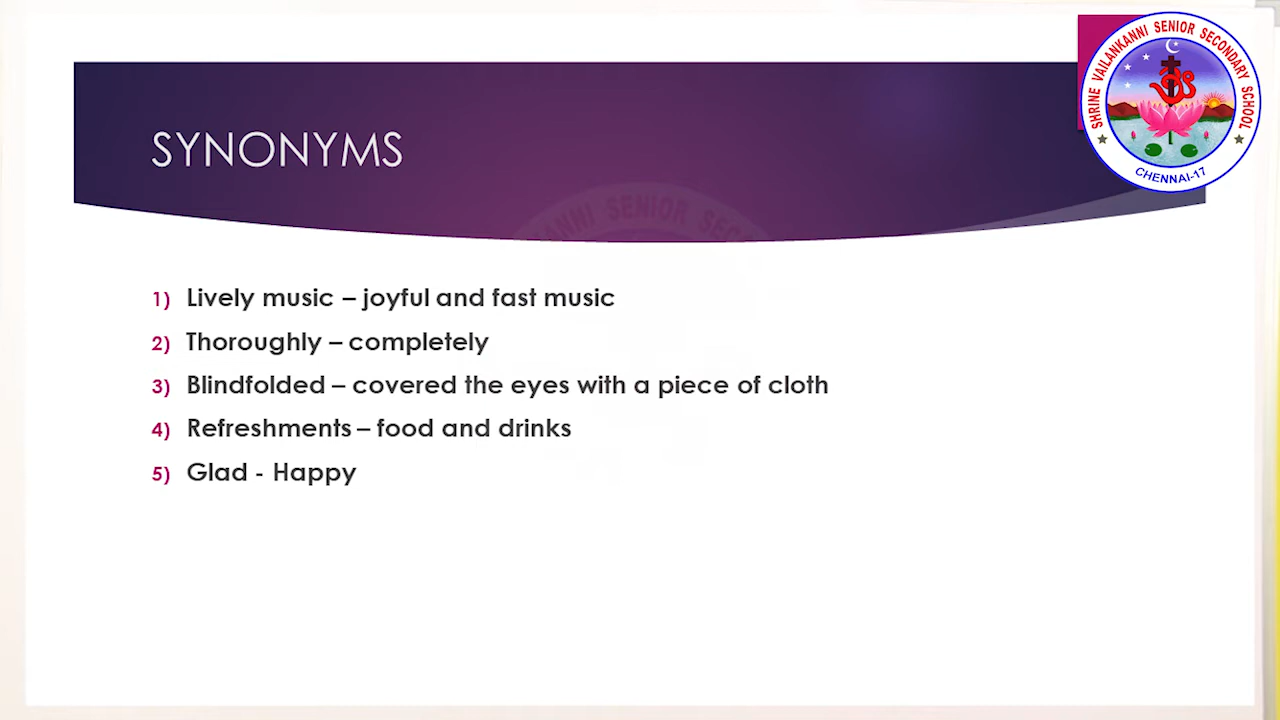 SHRINE VAILANKANNI SENIOR SECONDARY SCHOOL
CHENNAI-17
SYNONYMS
1) Lively music – joyful and fast music
2) Thoroughly – completely
3) Blindfolded – covered the eyes with a piece of cloth
4) Refreshments – food and drinks
5) Glad - Happy